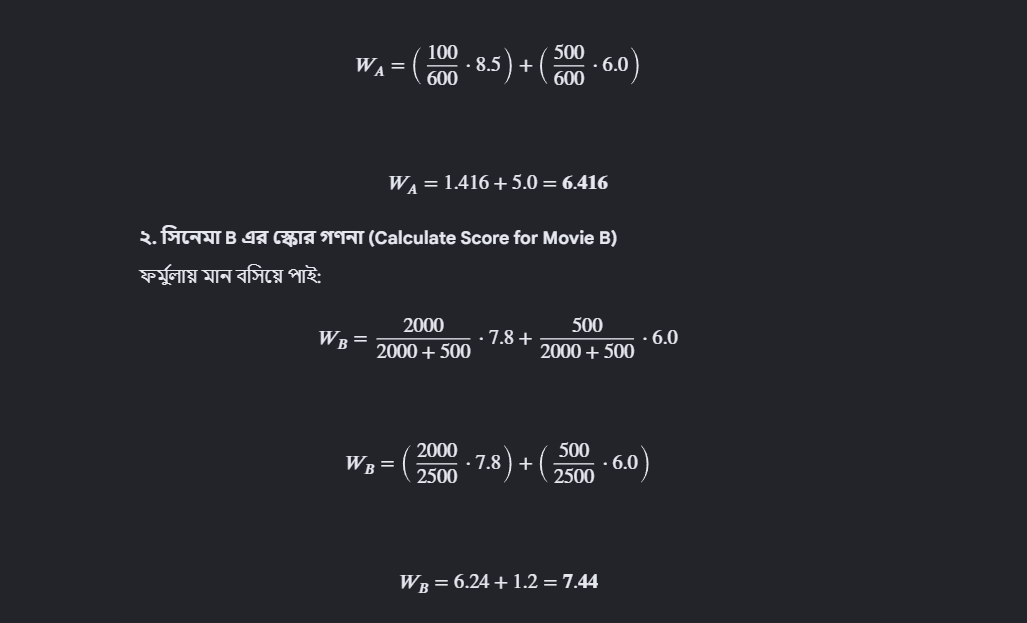 W_A = (100/600 · 8.5) + (500/600 · 6.0)
W_A = 1.416 + 5.0 = 6.416
২. সিনেমা B এর স্কোর গণনা (Calculate Score for Movie B)
ফর্মুলায় মান বসিয়ে পাই:
W_B = 2000/(2000 + 500) · 7.8 + 500/(2000 + 500) · 6.0
W_B = (2000/2500 · 7.8) + (500/2500 · 6.0)
W_B = 6.24 + 1.2 = 7.44